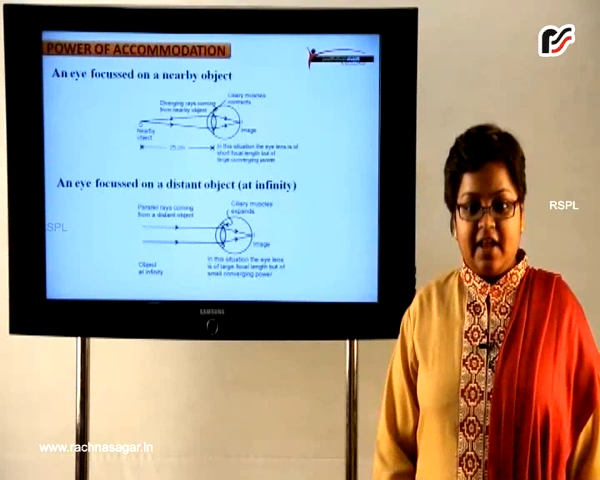 POWER OF ACCOMMODATION
An eye focussed on a nearby object
Diverging rays coming
from nearby object
Ciliary muscles
contracts
Nearby
object
Image
25 cm
In this situation the eye lens is of
short focal length but of
large converging power
An eye focussed on a distant object (at infinity)
Parallel rays coming
from a distant object
Ciliary muscles
expands
Image
Object
at infinity
In this situation the eye lens
is of large focal length but of
small converging power
SAMSUNG
RSPL
RSPL
www.rachnasagar.in